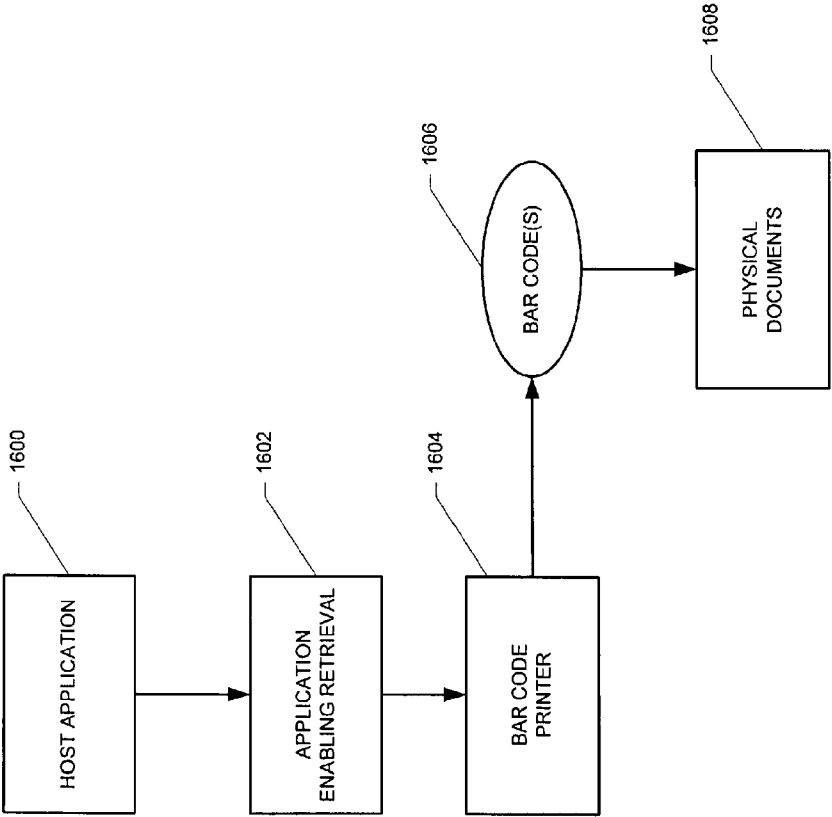 1600
HOST APPLICATION
1602
APPLICATION
ENABLING RETRIEVAL
1604
BAR CODE
PRINTER
1606
BAR CODE(S)
1608
PHYSICAL
DOCUMENTS